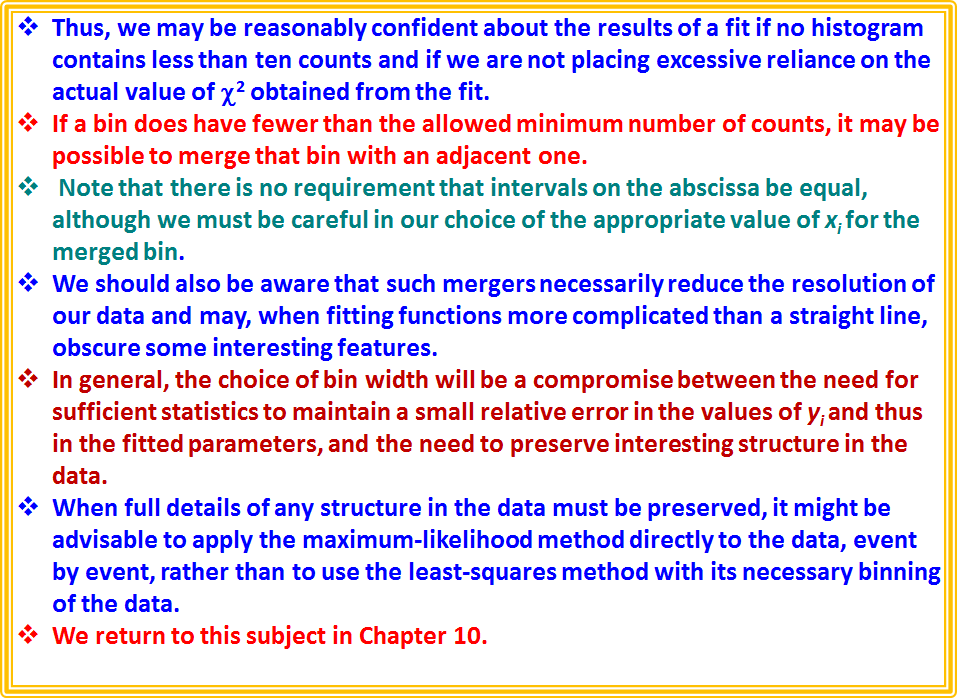 ❖ Thus, we may be reasonably confident about the results of a fit if no histogram
contains less than ten counts and if we are not placing excessive reliance on the
actual value of χ² obtained from the fit.
❖ If a bin does have fewer than the allowed minimum number of counts, it may be
possible to merge that bin with an adjacent one.
❖ Note that there is no requirement that intervals on the abscissa be equal,
although we must be careful in our choice of the appropriate value of xᵢ for the
merged bin.
❖ We should also be aware that such mergers necessarily reduce the resolution of
our data and may, when fitting functions more complicated than a straight line,
obscure some interesting features.
❖ In general, the choice of bin width will be a compromise between the need for
sufficient statistics to maintain a small relative error in the values of yᵢ and thus
in the fitted parameters, and the need to preserve interesting structure in the
data.
❖ When full details of any structure in the data must be preserved, it might be
advisable to apply the maximum-likelihood method directly to the data, event
by event, rather than to use the least-squares method with its necessary binning
of the data.
❖ We return to this subject in Chapter 10.